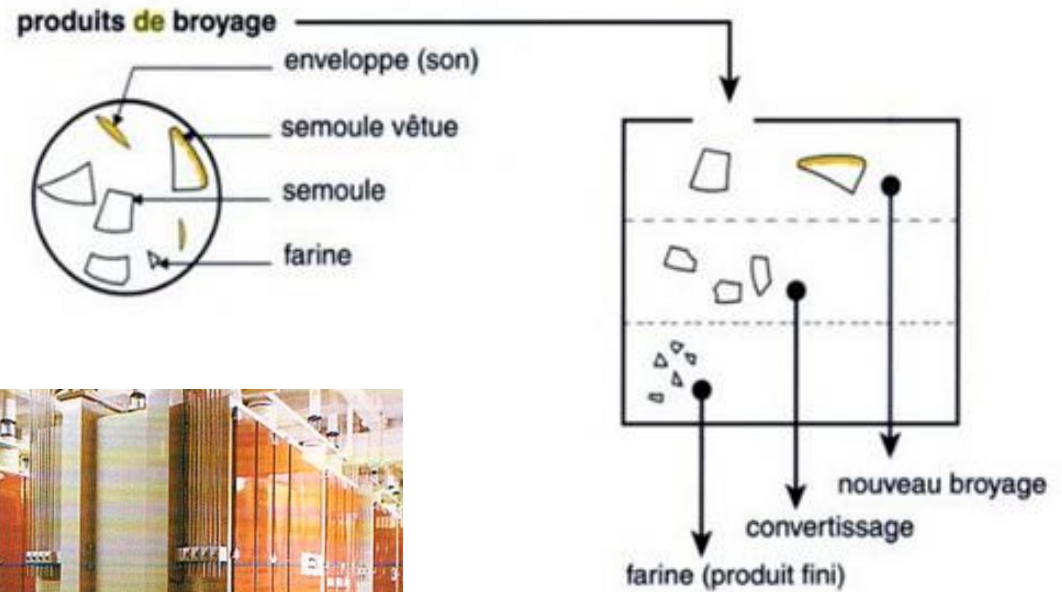 produits de broyage
enveloppe (son)
semoule vêtue
semoule
farine
nouveau broyage
convertissage
farine (produit fini)